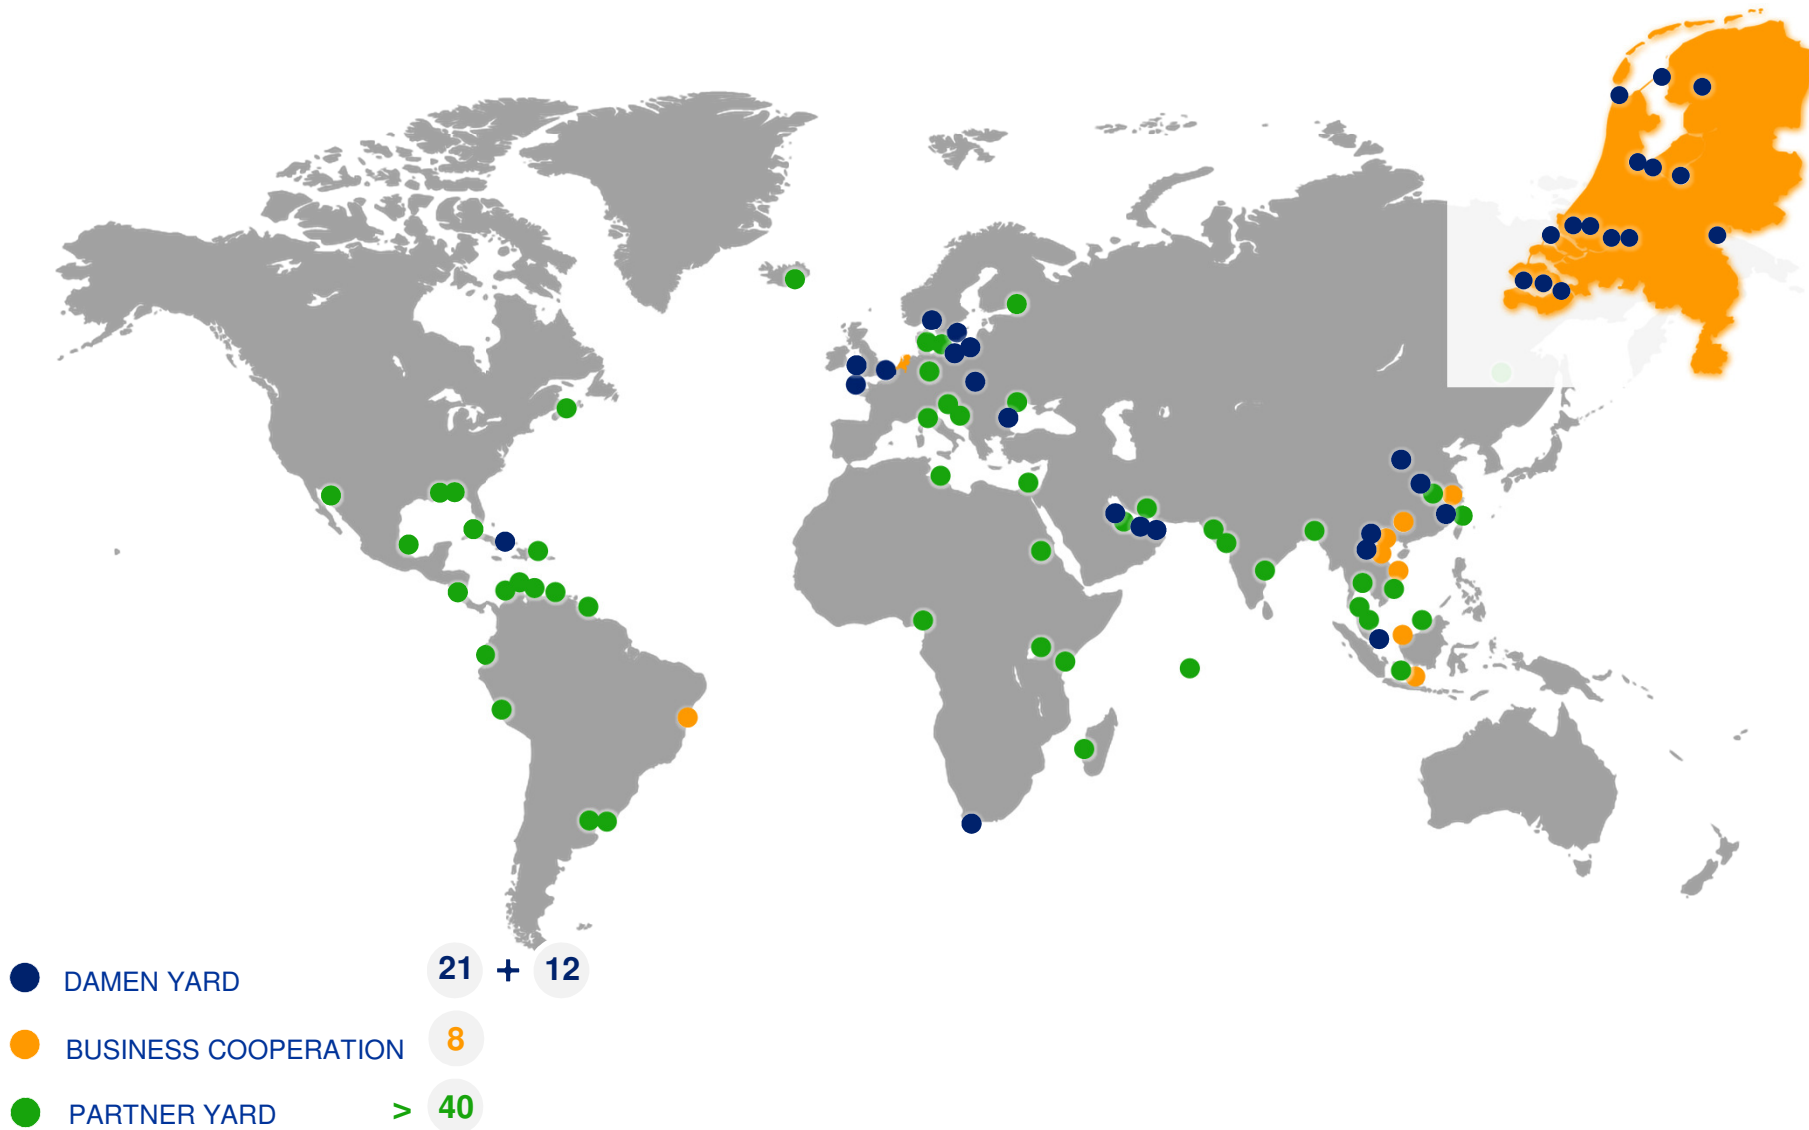 DAMEN YARD 21 + 12
BUSINESS COOPERATION 8
PARTNER YARD > 40